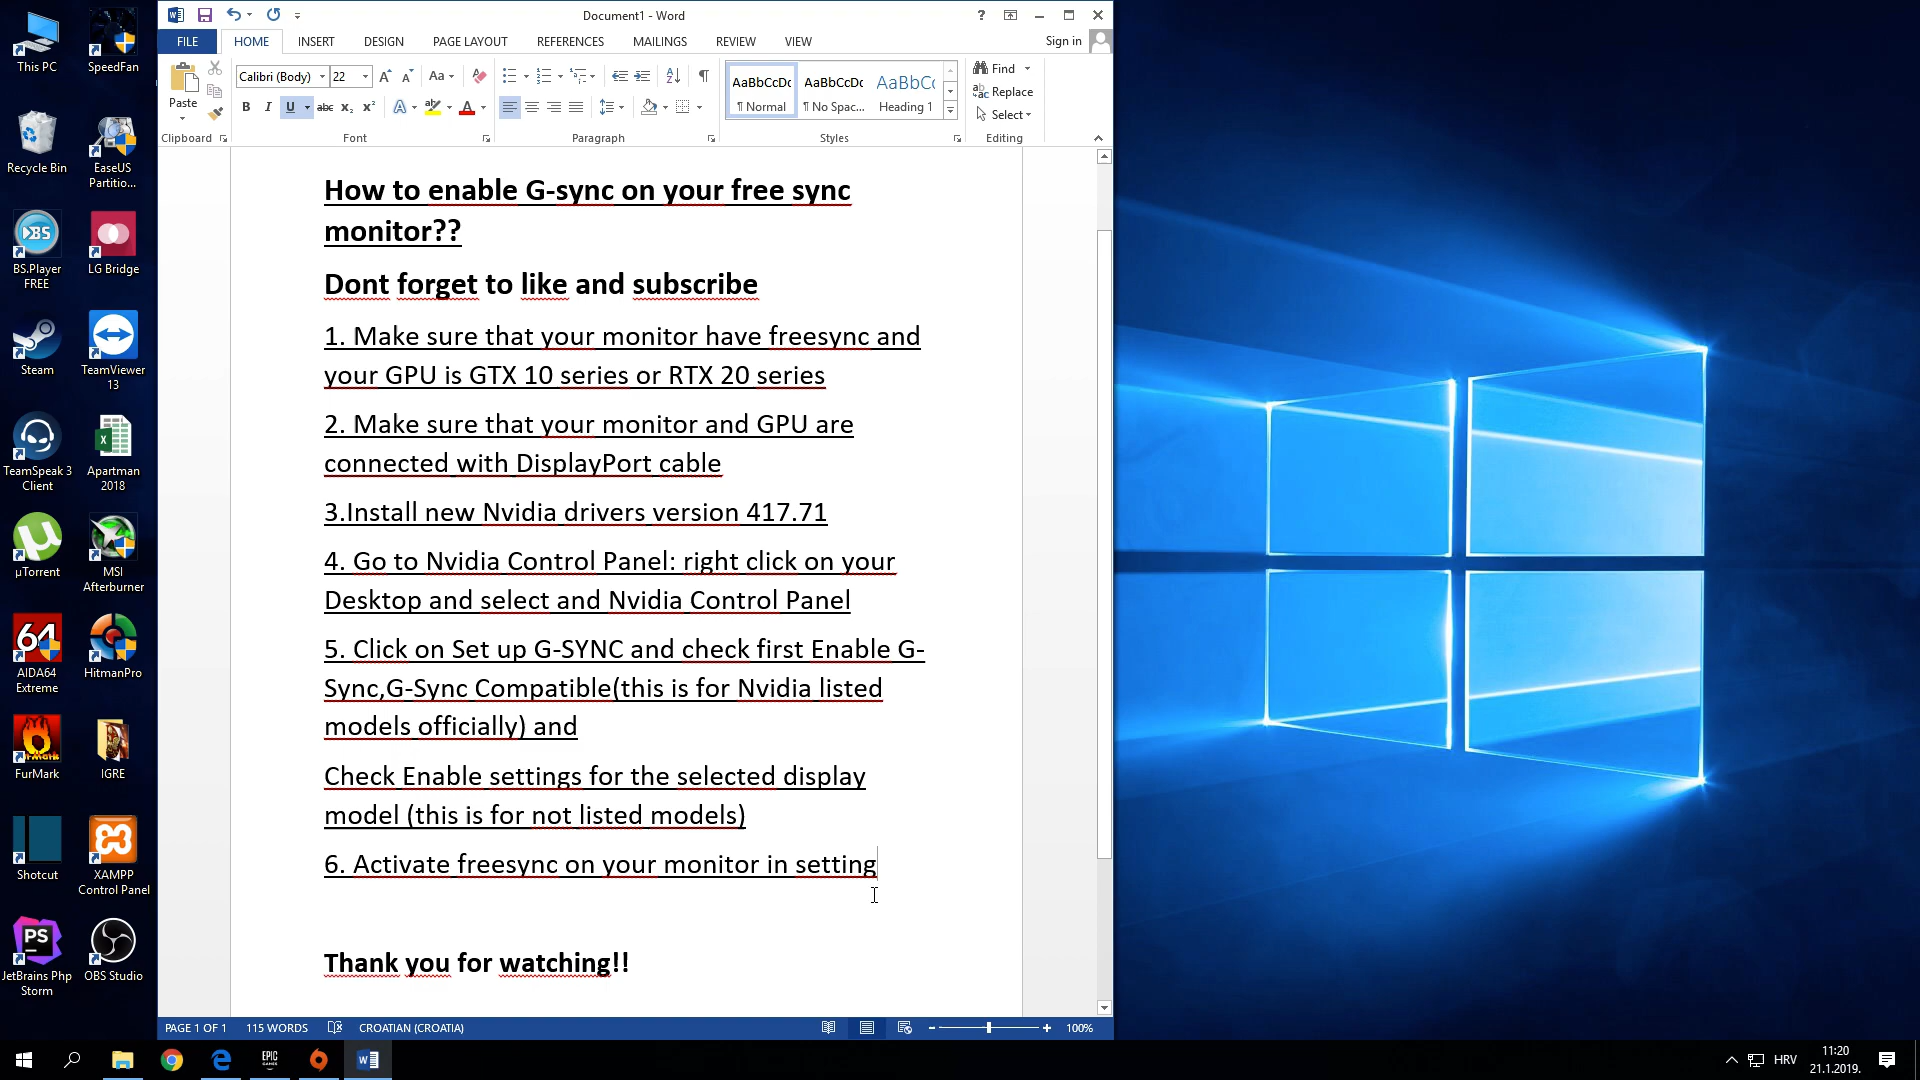 This PC
SpeedFan
Recycle Bin
EaseUS
Partitio...
BS.Player
FREE
LG Bridge
Steam
TeamViewer
13
TeamSpeak 3
Client
Apartman
2018
µTorrent
MSI
Afterburner
AIDA64
Extreme
HitmanPro
FurMark
IGRE
Shotcut
XAMPP
Control Panel
JetBrains Php
Storm
OBS Studio
Document1 - Word
FILE HOME INSERT DESIGN PAGE LAYOUT REFERENCES MAILINGS REVIEW VIEW Sign in
Paste
Clipboard
Calibri (Body) 22
Font
Paragraph
AaBbCcDc AaBbCcDc AaBbCc
¶ Normal ¶ No Spac... Heading 1
Styles
Find
Replace
Select
Editing
How to enable G-sync on your free sync
monitor??
Dont forget to like and subscribe
1. Make sure that your monitor have freesync and
your GPU is GTX 10 series or RTX 20 series
2. Make sure that your monitor and GPU are
connected with DisplayPort cable
3.Install new Nvidia drivers version 417.71
4. Go to Nvidia Control Panel: right click on your
Desktop and select and Nvidia Control Panel
5. Click on Set up G-SYNC and check first Enable G-
Sync,G-Sync Compatible(this is for Nvidia listed
models officially) and
Check Enable settings for the selected display
model (this is for not listed models)
6. Activate freesync on your monitor in setting
Thank you for watching!!
PAGE 1 OF 1 115 WORDS CROATIAN (CROATIA) 100%
HRV
11:20
21.1.2019.